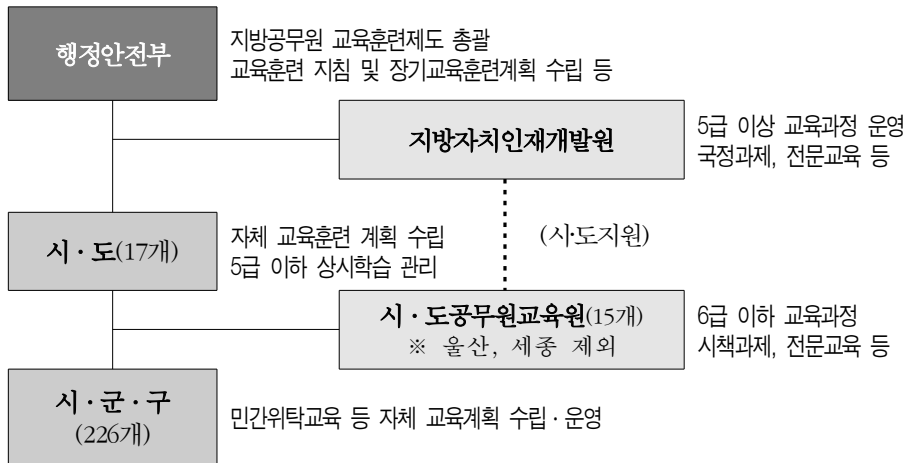 행정안전부
지방공무원 교육훈련제도 총괄
교육훈련 지침 및 장기교육훈련계획 수립 등
지방자치인재개발원
5급 이상 교육과정 운영
국정과제, 전문교육 등
시·도(17개)
자체 교육훈련 계획 수립
5급 이하 상시학습 관리
(시·도지원)
시·도공무원교육원(15개)
※ 울산, 세종 제외
6급 이하 교육과정
시책과제, 전문교육 등
시·군·구
(226개)
민간위탁교육 등 자체 교육계획 수립·운영